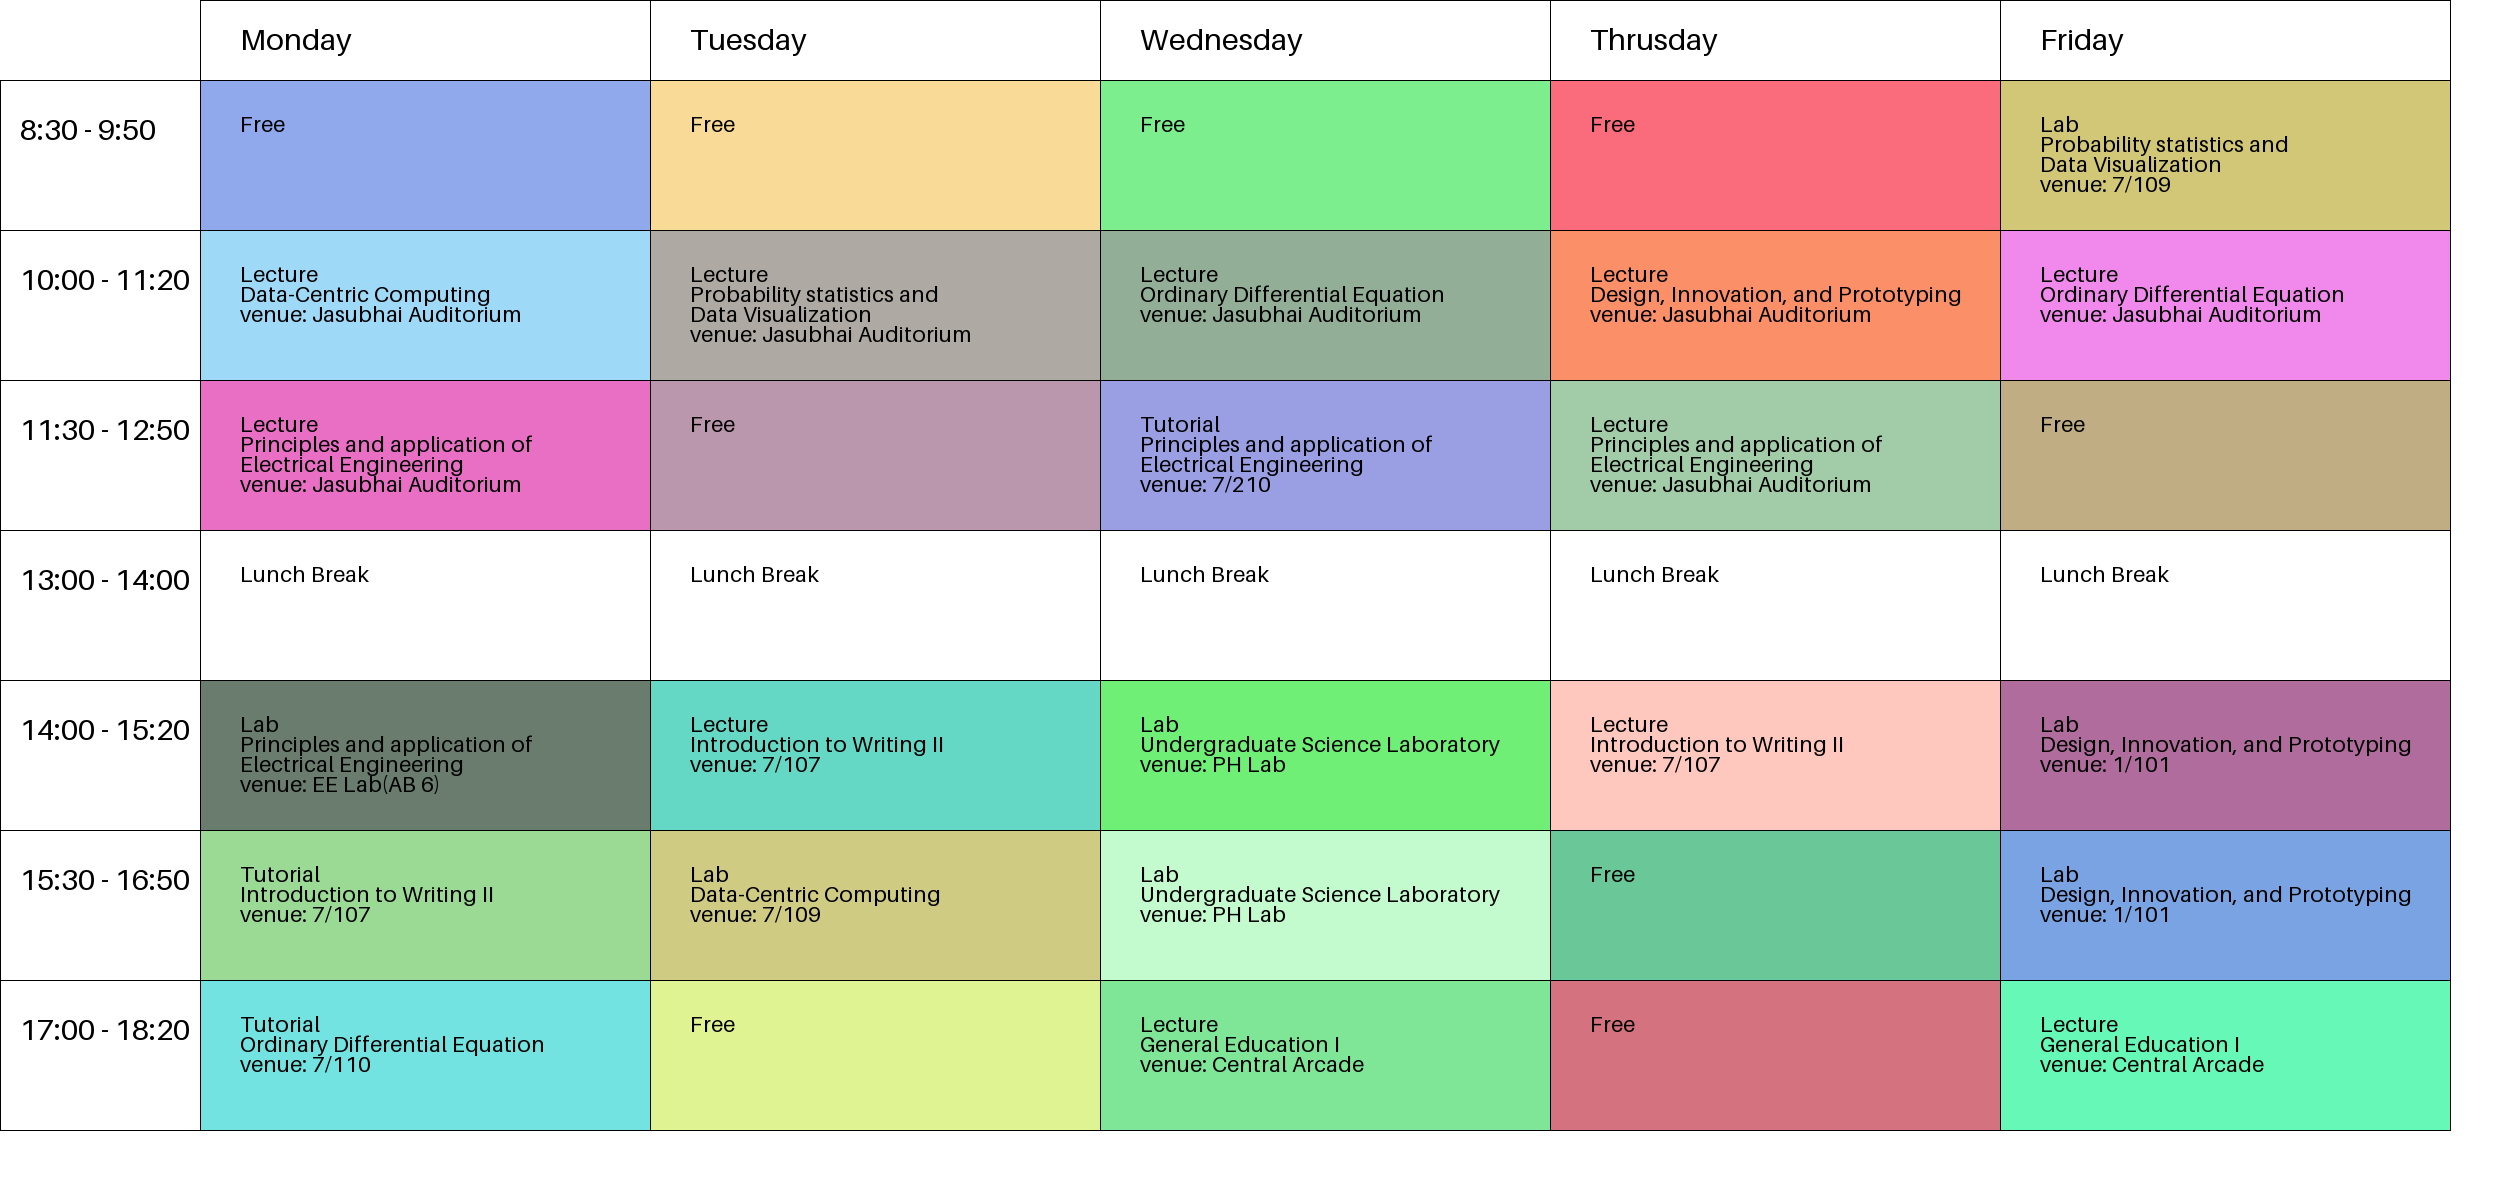 Monday Tuesday Wednesday Thrusday Friday
8:30 - 9:50
Free
Free
Free
Free
Lab
Probability statistics and
Data Visualization
venue: 7/109
10:00 - 11:20
Lecture
Data-Centric Computing
venue: Jasubhai Auditorium
Lecture
Probability statistics and
Data Visualization
venue: Jasubhai Auditorium
Lecture
Ordinary Differential Equation
venue: Jasubhai Auditorium
Lecture
Design, Innovation, and Prototyping
venue: Jasubhai Auditorium
Lecture
Ordinary Differential Equation
venue: Jasubhai Auditorium
11:30 - 12:50
Lecture
Principles and application of
Electrical Engineering
venue: Jasubhai Auditorium
Free
Tutorial
Principles and application of
Electrical Engineering
venue: 7/210
Lecture
Principles and application of
Electrical Engineering
venue: Jasubhai Auditorium
Free
13:00 - 14:00
Lunch Break
Lunch Break
Lunch Break
Lunch Break
Lunch Break
14:00 - 15:20
Lab
Principles and application of
Electrical Engineering
venue: EE Lab(AB 6)
Lecture
Introduction to Writing II
venue: 7/107
Lab
Undergraduate Science Laboratory
venue: PH Lab
Lecture
Introduction to Writing II
venue: 7/107
Lab
Design, Innovation, and Prototyping
venue: 1/101
15:30 - 16:50
Tutorial
Introduction to Writing II
venue: 7/107
Lab
Data-Centric Computing
venue: 7/109
Lab
Undergraduate Science Laboratory
venue: PH Lab
Free
Lab
Design, Innovation, and Prototyping
venue: 1/101
17:00 - 18:20
Tutorial
Ordinary Differential Equation
venue: 7/110
Free
Lecture
General Education I
venue: Central Arcade
Free
Lecture
General Education I
venue: Central Arcade